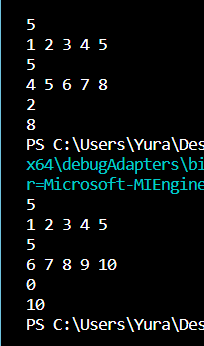 5
1 2 3 4 5
5
4 5 6 7 8
2
8
PS C:\Users\Yura\Des
x64\debugAdapters\bi
r=Microsoft-MIEngine
5
1 2 3 4 5
5
6 7 8 9 10
0
10
PS C:\Users\Yura\Des